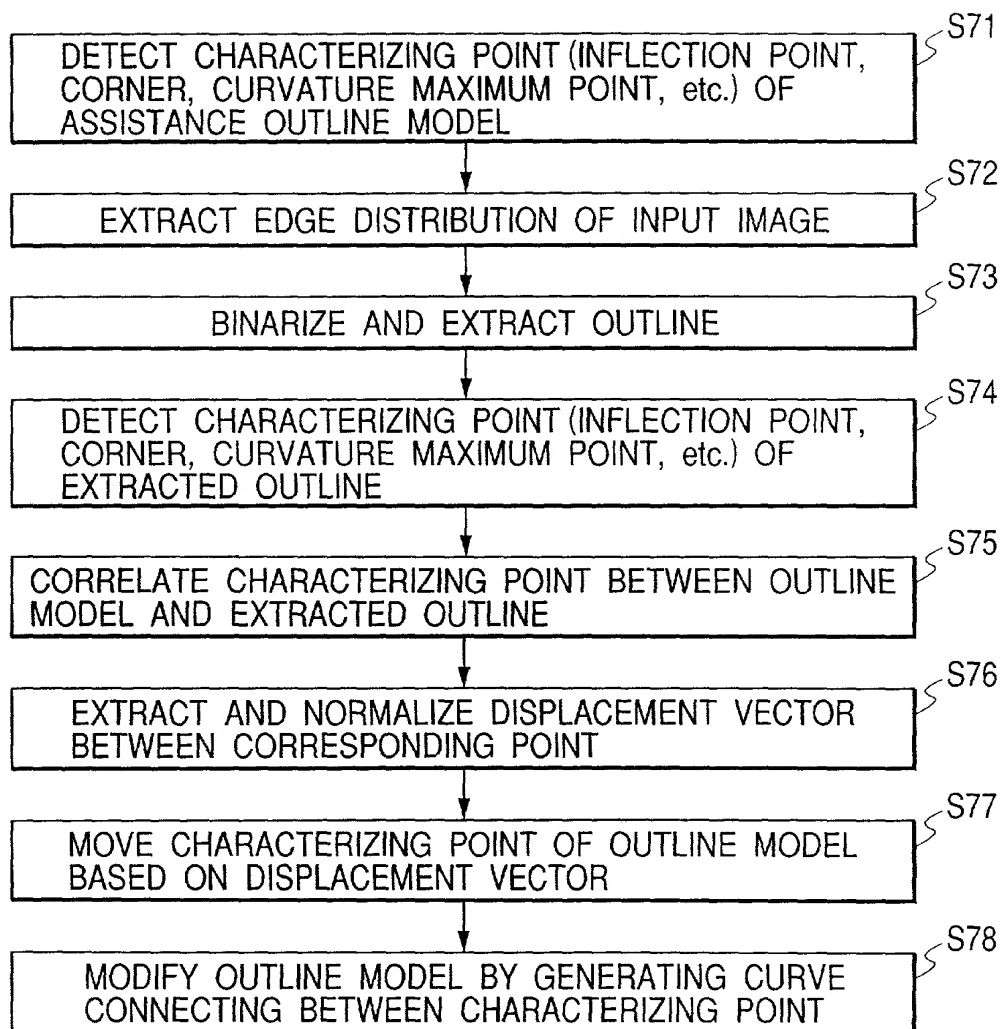 S71
DETECT CHARACTERIZING POINT (INFLECTION POINT,
CORNER, CURVATURE MAXIMUM POINT, etc.) OF
ASSISTANCE OUTLINE MODEL
S72
EXTRACT EDGE DISTRIBUTION OF INPUT IMAGE
S73
BINARIZE AND EXTRACT OUTLINE
S74
DETECT CHARACTERIZING POINT (INFLECTION POINT,
CORNER, CURVATURE MAXIMUM POINT, etc.) OF
EXTRACTED OUTLINE
S75
CORRELATE CHARACTERIZING POINT BETWEEN OUTLINE
MODEL AND EXTRACTED OUTLINE
S76
EXTRACT AND NORMALIZE DISPLACEMENT VECTOR
BETWEEN CORRESPONDING POINT
S77
MOVE CHARACTERIZING POINT OF OUTLINE MODEL
BASED ON DISPLACEMENT VECTOR
S78
MODIFY OUTLINE MODEL BY GENERATING CURVE
CONNECTING BETWEEN CHARACTERIZING POINT